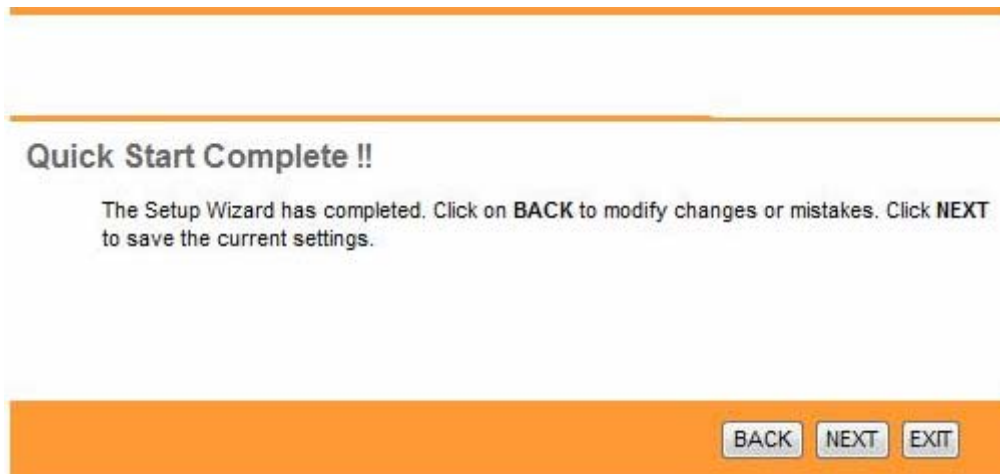 Quick Start Complete !!
The Setup Wizard has completed. Click on BACK to modify changes or mistakes. Click NEXT
to save the current settings.
BACK NEXT EXIT